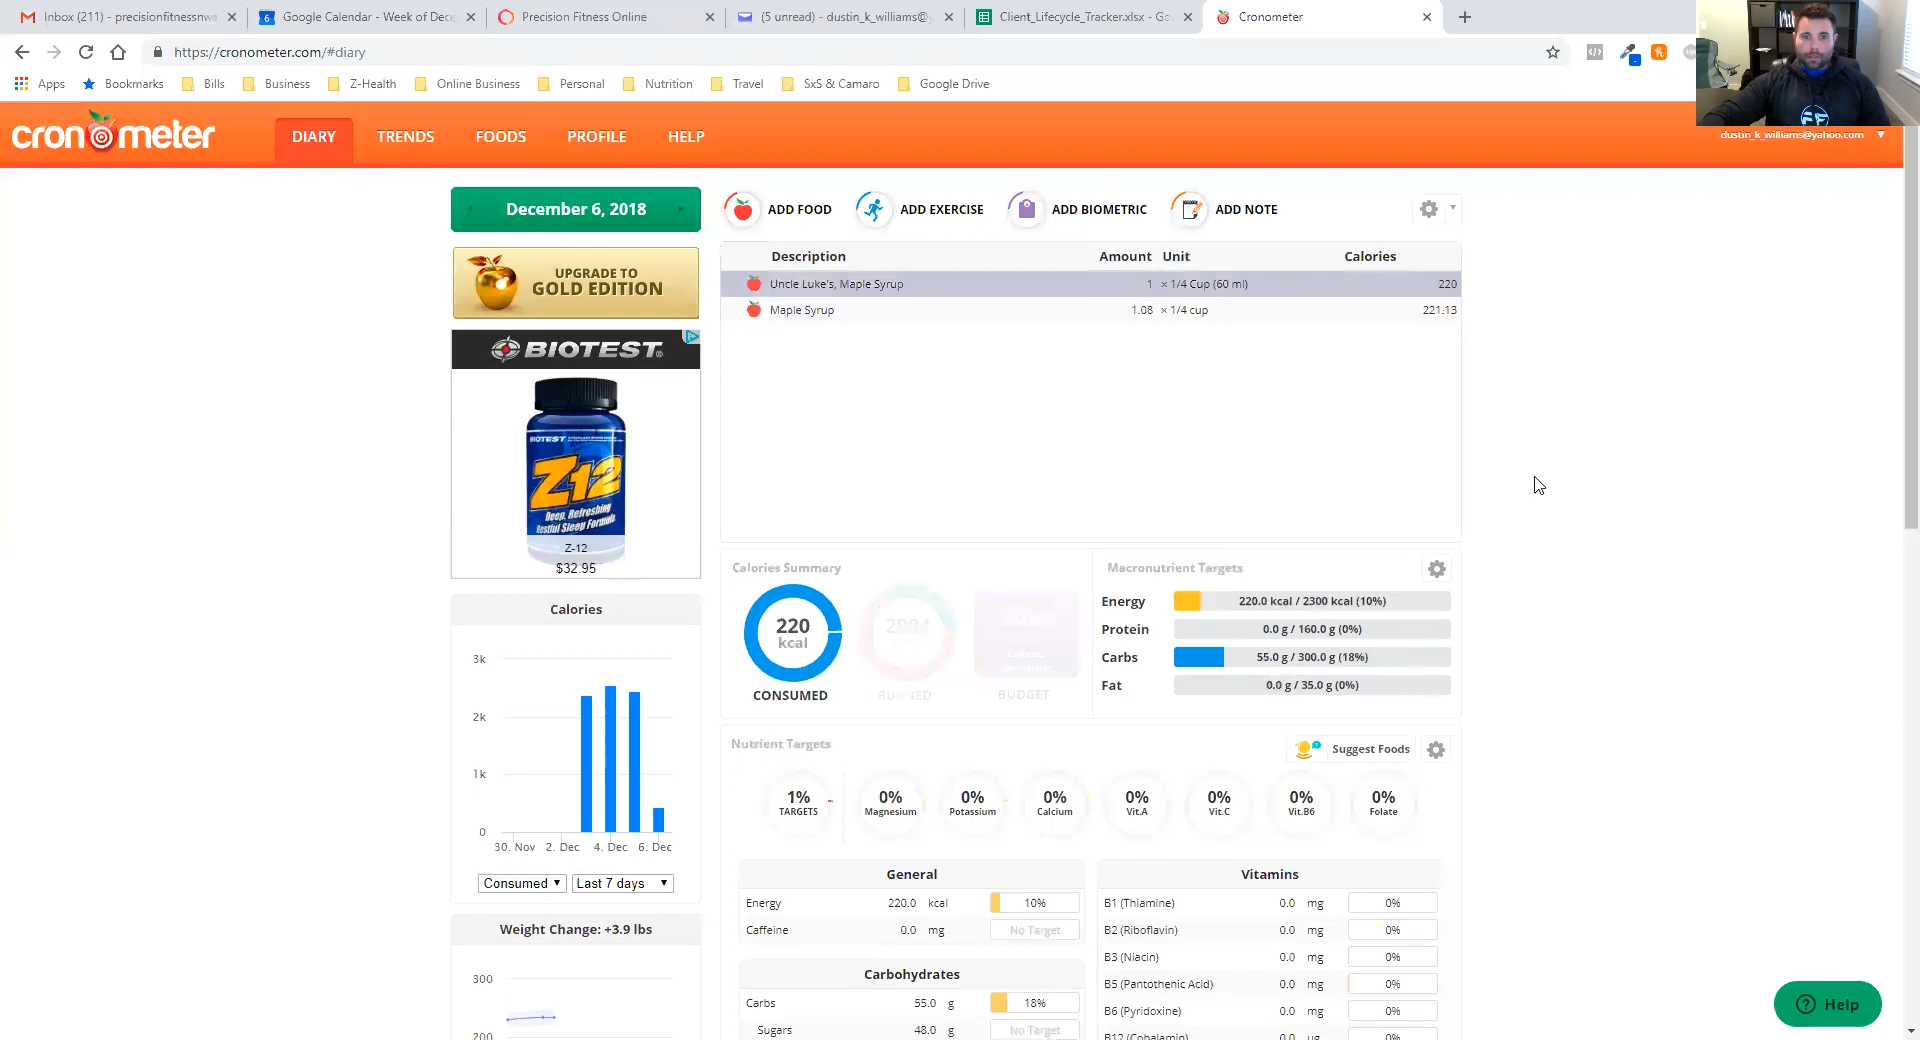 Inbox (211) - precisionfitnessnw
Google Calendar - Week of Dece
Precision Fitness Online
(5 unread) - dustin_k_williams@y
Client_Lifecycle_Tracker.xlsx - Go
Cronometer
https://cronometer.com/#diary
Apps
Bookmarks
Bills
Business
Z-Health
Online Business
Personal
Nutrition
Travel
SxS & Camaro
Google Drive
cronometer
DIARY
TRENDS
FOODS
PROFILE
HELP
dustin_k_williams@yahoo.com
December 6, 2018
ADD FOOD
ADD EXERCISE
ADD BIOMETRIC
ADD NOTE
UPGRADE TO
GOLD EDITION
Description Amount Unit Calories
Uncle Luke's, Maple Syrup 1 × 1/4 Cup (60 ml) 220
Maple Syrup 1.08 × 1/4 cup 221.13
BIOTEST
BIOTEST
Z12
Deep, Refreshing
Restful Sleep Formula
Z-12
$32.95
Calories Summary
220
kcal
CONSUMED
BURNED
BUDGET
Macronutrient Targets
Energy 220.0 kcal / 2300 kcal (10%)
Protein 0.0 g / 160.0 g (0%)
Carbs 55.0 g / 300.0 g (18%)
Fat 0.0 g / 35.0 g (0%)
Calories
3k
2k
1k
0
30. Nov 2. Dec 4. Dec 6. Dec
Consumed
Last 7 days
Weight Change: +3.9 lbs
300
200
Nutrient Targets
Suggest Foods
1%
TARGETS
0%
Magnesium
0%
Potassium
0%
Calcium
0%
Vit.A
0%
Vit.C
0%
Vit.B6
0%
Folate
General
Energy 220.0 kcal 10%
Caffeine 0.0 mg No Target
Carbohydrates
Carbs 55.0 g 18%
Sugars 48.0 g No Target
Vitamins
B1 (Thiamine) 0.0 mg 0%
B2 (Riboflavin) 0.0 mg 0%
B3 (Niacin) 0.0 mg 0%
B5 (Pantothenic Acid) 0.0 mg 0%
B6 (Pyridoxine) 0.0 mg 0%
B12 (Cobalamin) 0.0 ug 0%
Help